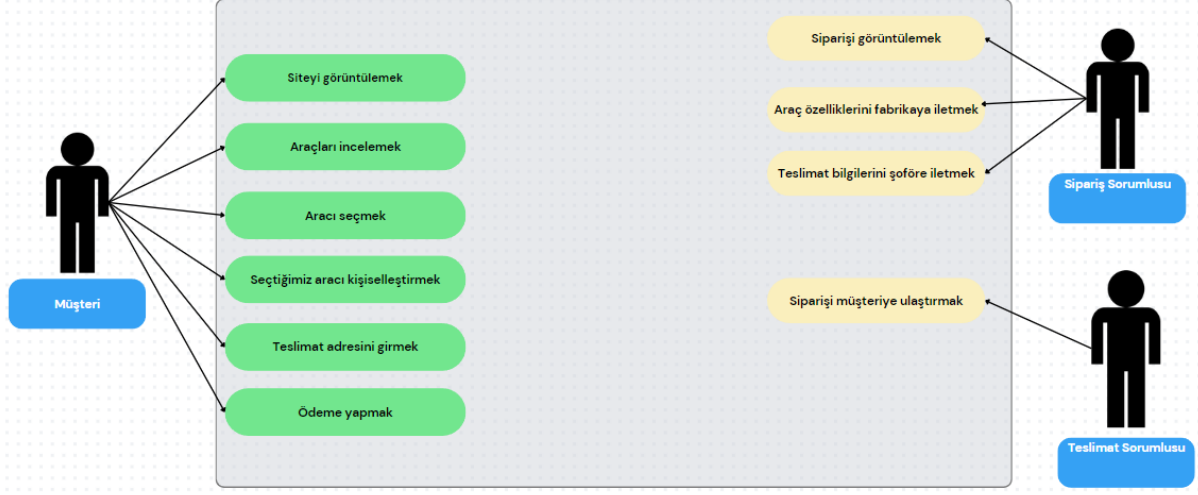 Siteyi görüntülemek
Araçları incelemek
Aracı seçmek
Seçtiğimiz aracı kişiselleştirmek
Teslimat adresini girmek
Ödeme yapmak
Müşteri
Siparişi görüntülemek
Araç özelliklerini fabrikaya iletmek
Teslimat bilgilerini şoföre iletmek
Siparişi müşteriye ulaştırmak
Sipariş Sorumlusu
Teslimat Sorumlusu